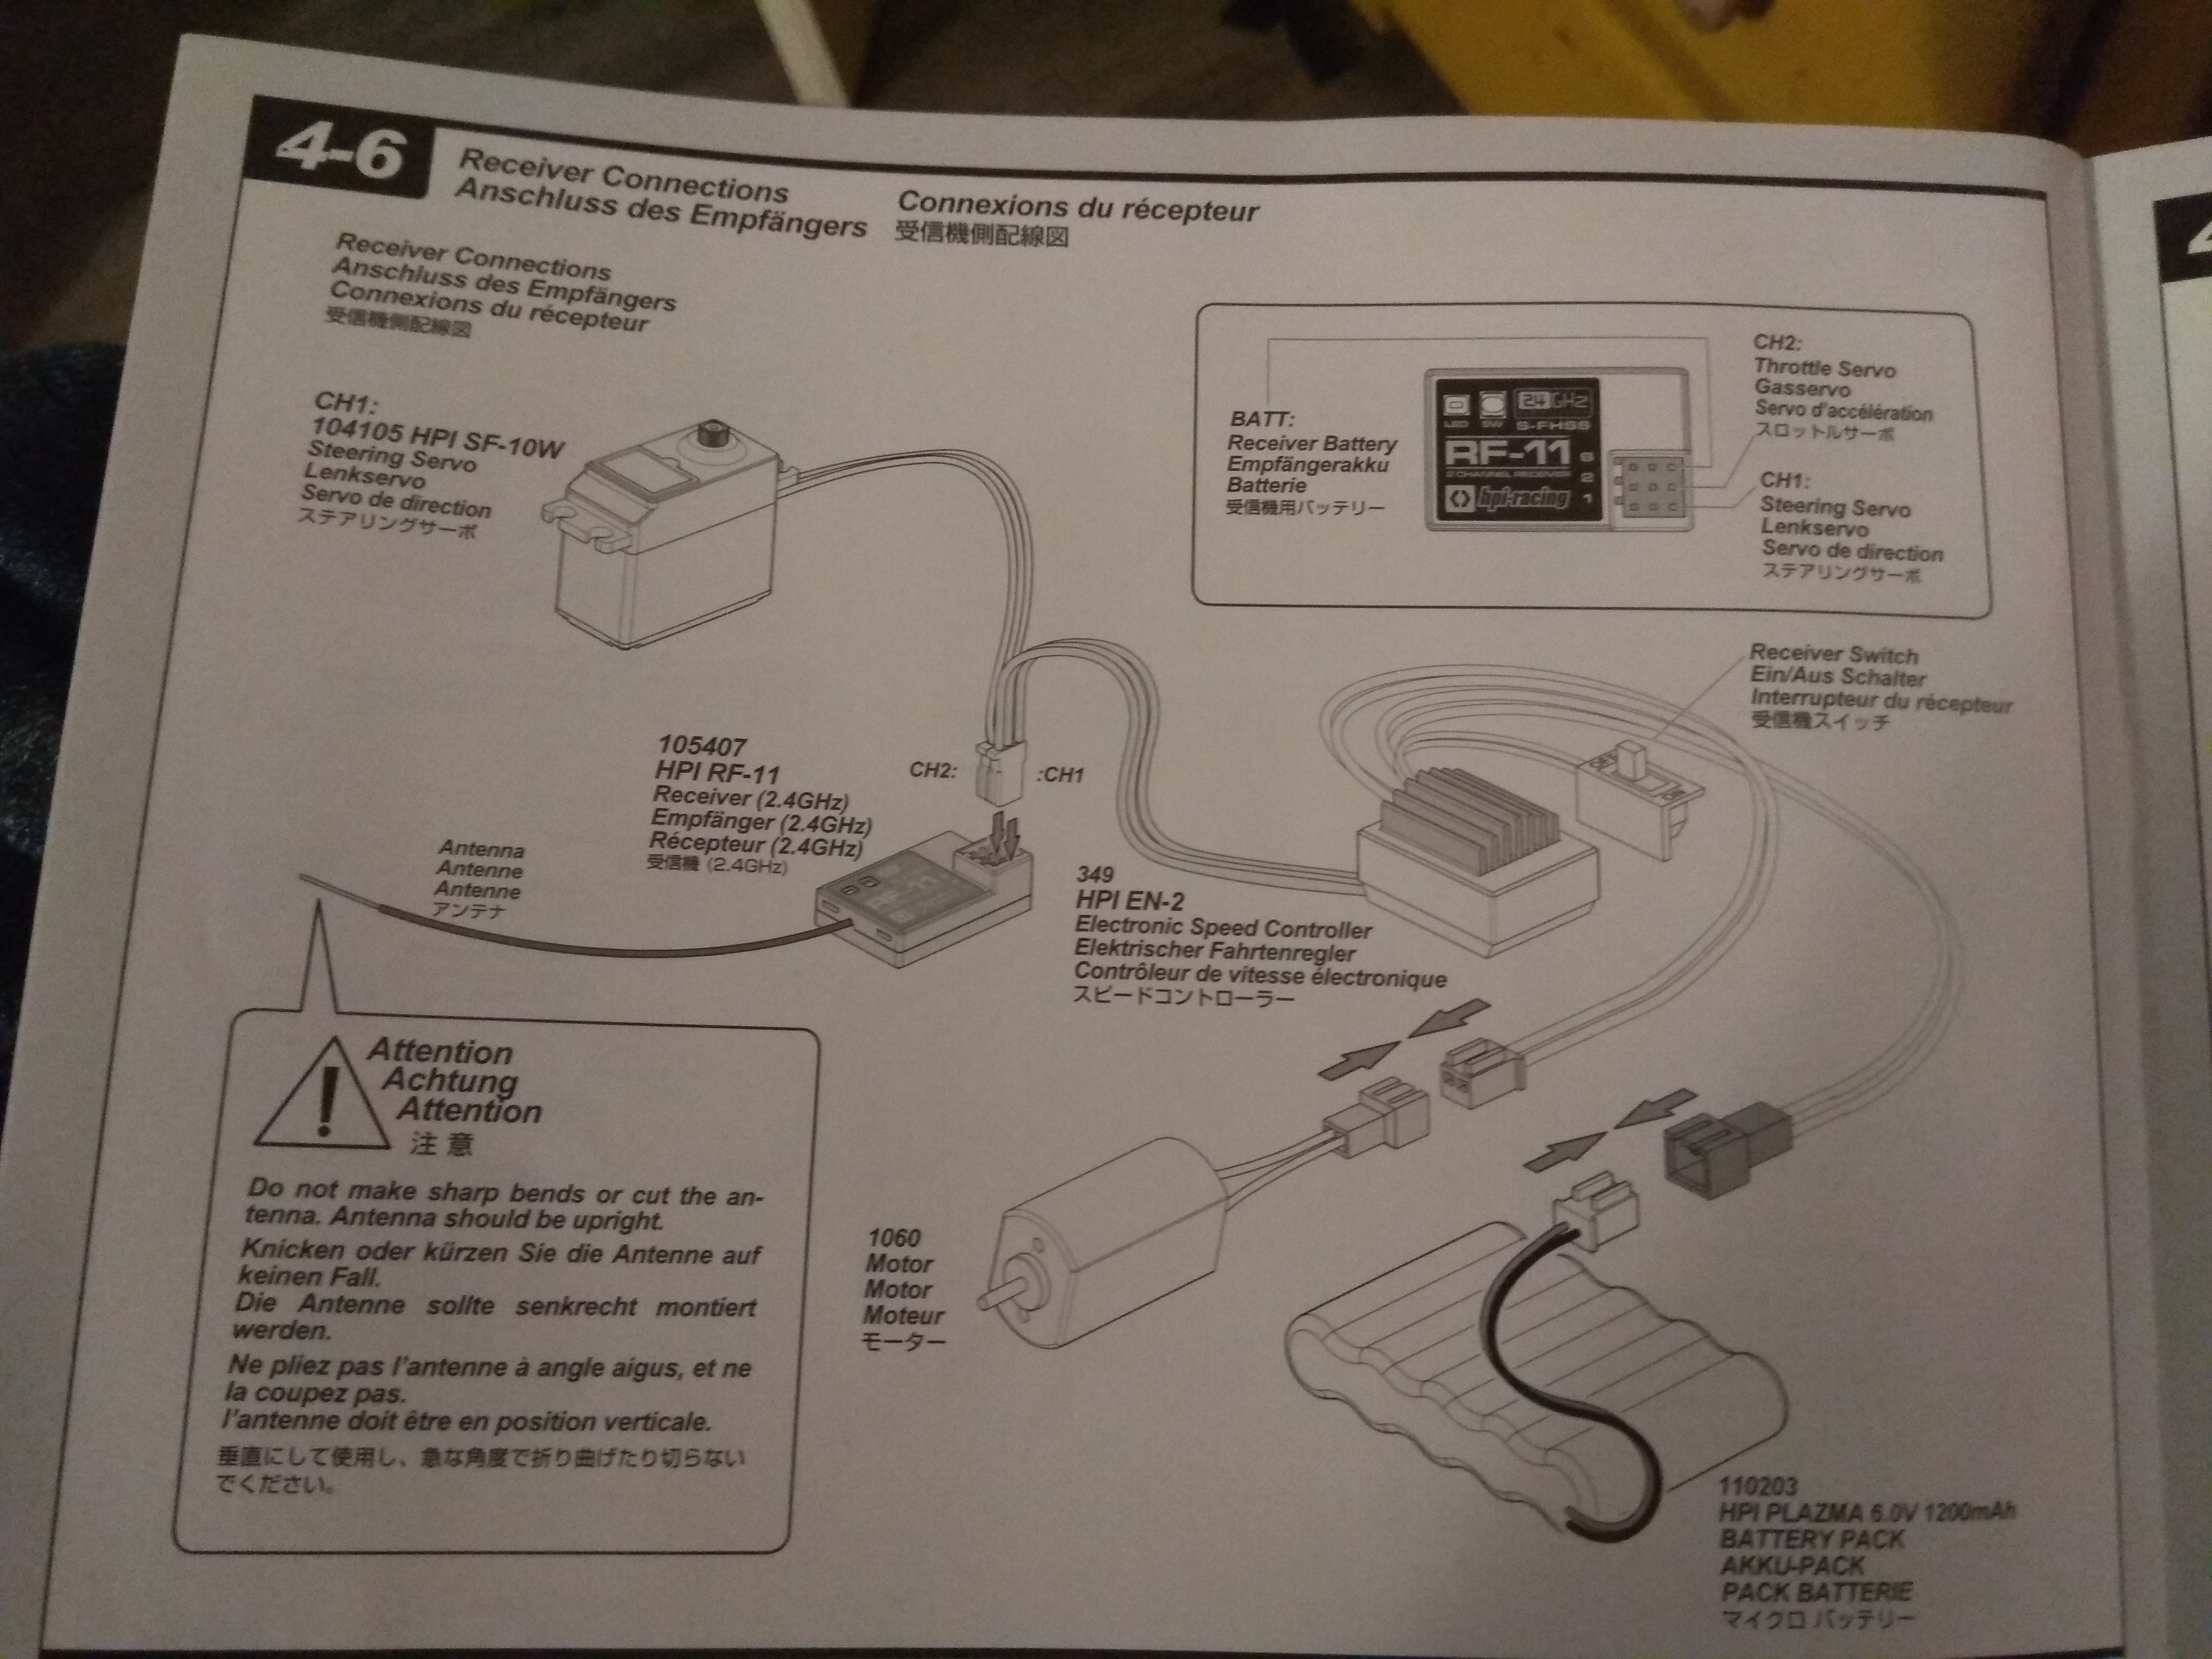 4-6
Receiver Connections
Anschluss des Empfängers
Connexions du récepteur
受信機側配線図
Receiver Connections
Anschluss des Empfängers
Connexions du récepteur
受信機側配線図
CH1:
104105 HPI SF-10W
Steering Servo
Lenkservo
Servo de direction
ステアリングサーボ
BATT:
Receiver Battery
Empfängerakku
Batterie
受信機用バッテリー
LED SW 2.4GHz
S-FHSS
RF-11
2 CHANNEL RECEIVER
hpi-racing
B
2
1
CH2:
Throttle Servo
Gasservo
Servo d'accélération
スロットルサーボ
CH1:
Steering Servo
Lenkservo
Servo de direction
ステアリングサーボ
Receiver Switch
Ein/Aus Schalter
Interrupteur du récepteur
受信機スイッチ
105407
HPI RF-11
Receiver (2.4GHz)
Empfänger (2.4GHz)
Récepteur (2.4GHz)
受信機 (2.4GHz)
CH2: :CH1
Antenna
Antenne
Antenne
アンテナ
349
HPI EN-2
Electronic Speed Controller
Elektrischer Fahrtenregler
Contrôleur de vitesse électronique
スピードコントローラー
Attention
Achtung
Attention
注 意
Do not make sharp bends or cut the an-
tenna. Antenna should be upright.
Knicken oder kürzen Sie die Antenne auf
keinen Fall.
Die Antenne sollte senkrecht montiert
werden.
Ne pliez pas l'antenne à angle aigus, et ne
la coupez pas.
l'antenne doit être en position verticale.
垂直にして使用し、急な角度で折り曲げたり切らない
でください。
1060
Motor
Motor
Moteur
モーター
110203
HPI PLAZMA 6.0V 1200mAh
BATTERY PACK
AKKU-PACK
PACK BATTERIE
マイクロ バッテリー